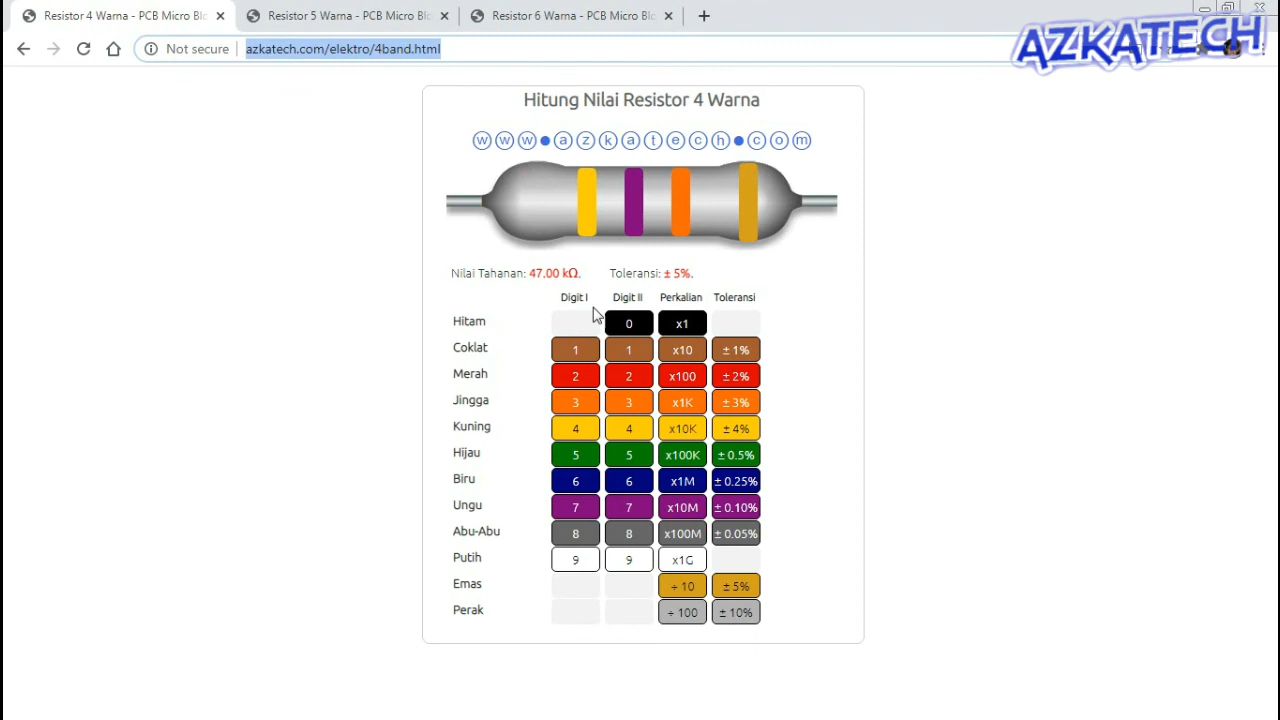 Resistor 4 Warna - PCB Micro Blo
Resistor 5 Warna - PCB Micro Blo
Resistor 6 Warna - PCB Micro Blo
Not secure
azkatech.com/elektro/4band.html
AZKATECH
Hitung Nilai Resistor 4 Warna
www.azkatech.com
Nilai Tahanan: 47.00 kΩ. Toleransi: ± 5%.
Digit I Digit II Perkalian Toleransi
Hitam 0 x1
Coklat 1 1 x10 ± 1%
Merah 2 2 x100 ± 2%
Jingga 3 3 x1K ± 3%
Kuning 4 4 x10K ± 4%
Hijau 5 5 x100K ± 0.5%
Biru 6 6 x1M ± 0.25%
Ungu 7 7 x10M ± 0.10%
Abu-Abu 8 8 x100M ± 0.05%
Putih 9 9 x1G
Emas ÷ 10 ± 5%
Perak ÷ 100 ± 10%